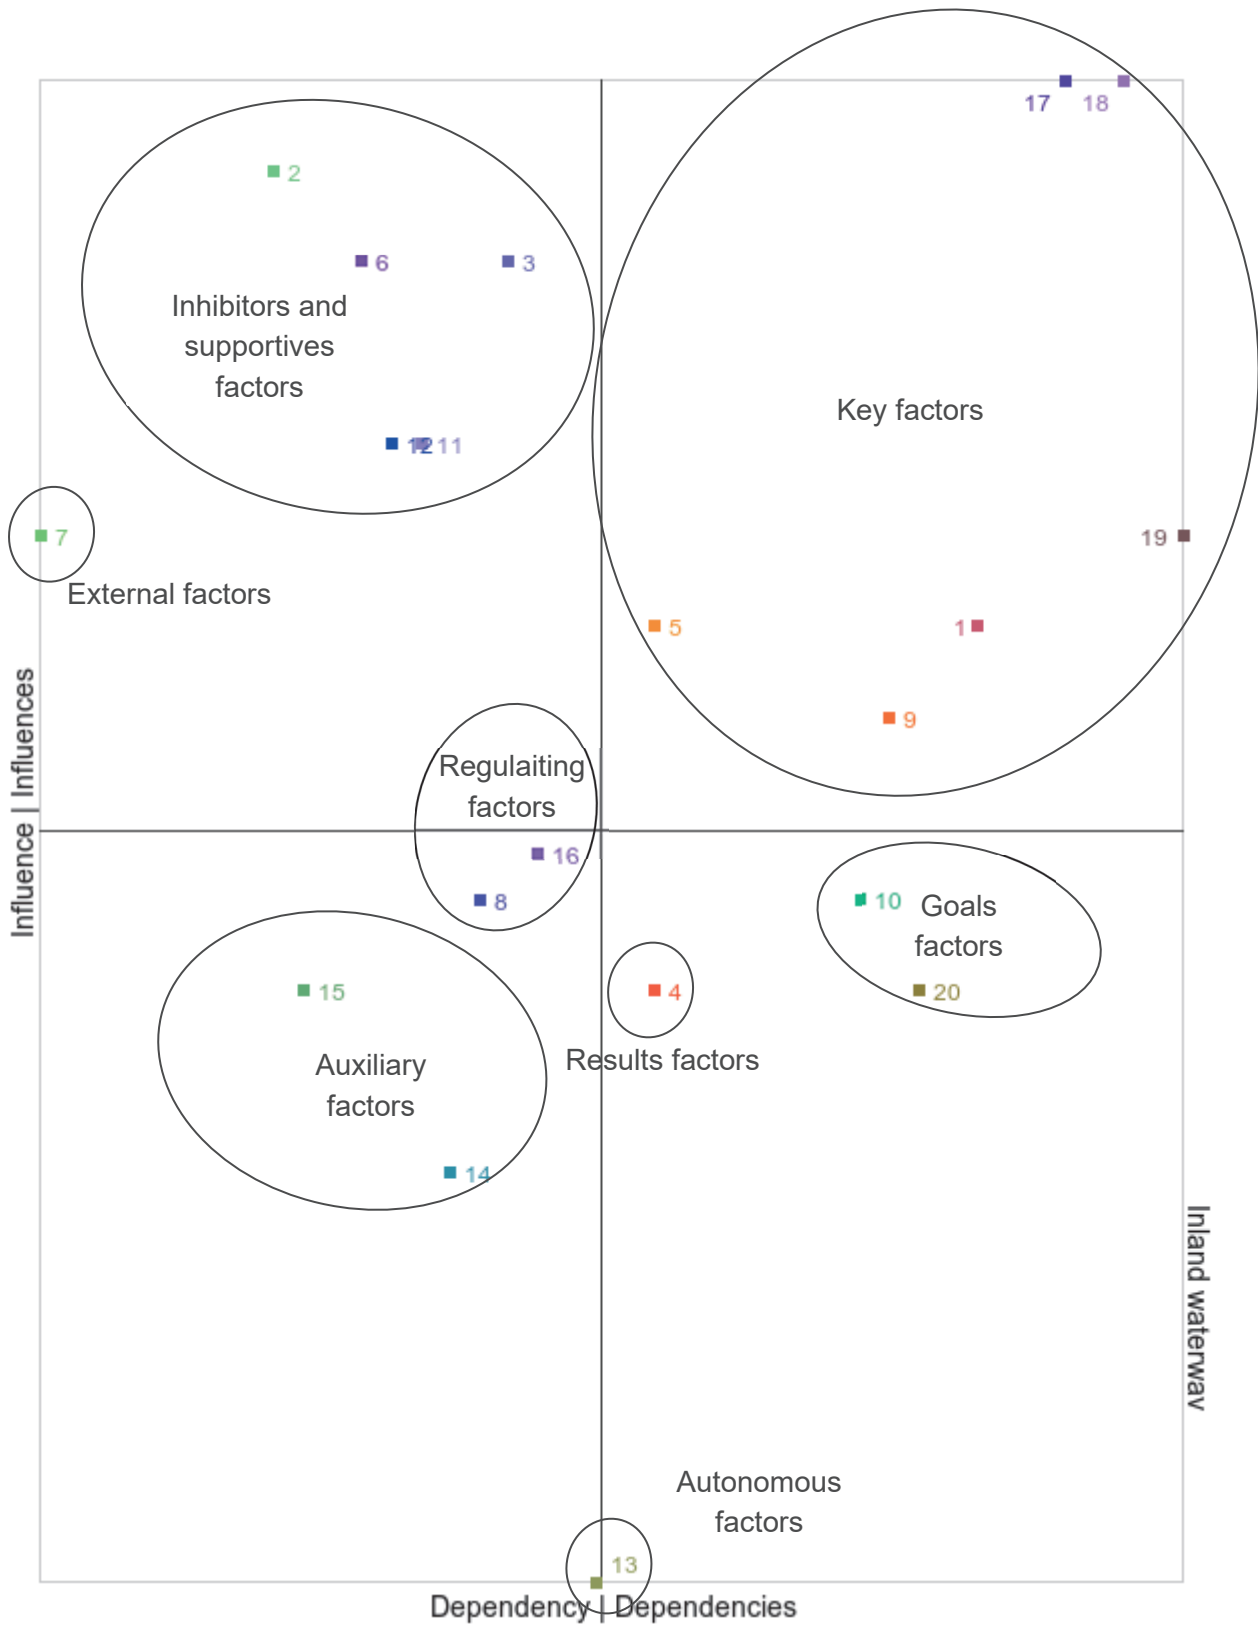 17 18
2
6 3
Inhibitors and
supportives
factors
Key factors
12 11
7
19
External factors
5 1
9
Regulaiting
factors
Influence | Influences
16
8
10 Goals
factors
15 4 20
Results factors
Auxiliary
factors
14
Inland waterway
Autonomous
factors
13
Dependency | Dependencies